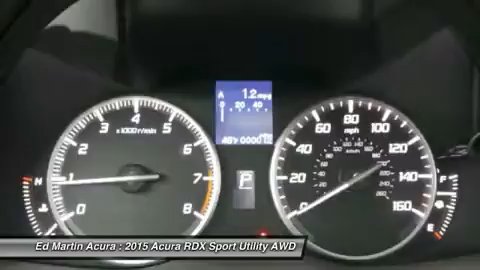 A 1.2 mpg
0 20 40
4
3 x1000r/min 5
2 6
1 7
8
H
C
P
80
60 mph 100
40 120
20 140
160
km/h
F
E
Ed Martin Acura : 2015 Acura RDX Sport Utility AWD